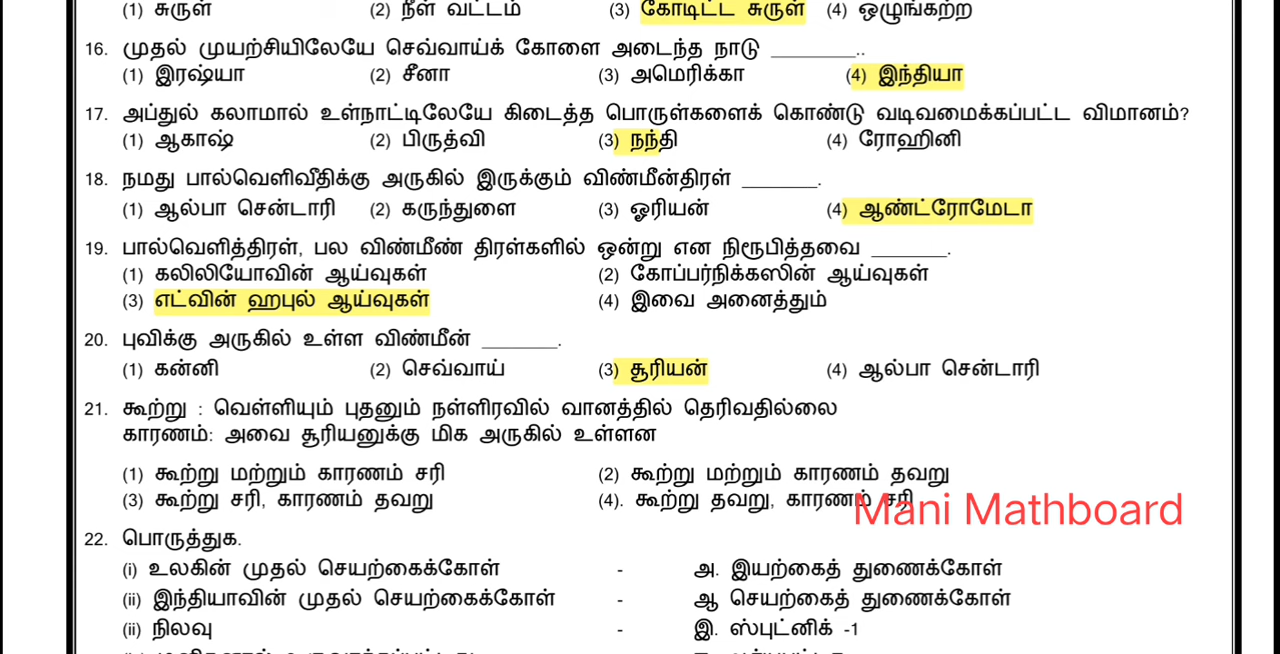 (1) சுருள் (2) நீள் வட்டம் (3) கோடிட்ட சுருள் (4) ஒழுங்கற்ற
16. முதல் முயற்சியிலேயே செவ்வாய்க் கோளை அடைந்த நாடு ________..
(1) இரஷ்யா (2) சீனா (3) அமெரிக்கா (4) இந்தியா
17. அப்துல் கலாமால் உள்நாட்டிலேயே கிடைத்த பொருள்களைக் கொண்டு வடிவமைக்கப்பட்ட விமானம்?
(1) ஆகாஷ் (2) பிருத்வி (3) நந்தி (4) ரோஹினி
18. நமது பால்வெளிவீதிக்கு அருகில் இருக்கும் விண்மீன்திரள் _______.
(1) ஆல்பா சென்டாரி (2) கருந்துளை (3) ஓரியன் (4) ஆண்ட்ரோமேடா
19. பால்வெளித்திரள், பல விண்மீண் திரள்களில் ஒன்று என நிரூபித்தவை _______.
(1) கலிலியோவின் ஆய்வுகள் (2) கோப்பர்நிக்கஸின் ஆய்வுகள்
(3) எட்வின் ஹபுல் ஆய்வுகள் (4) இவை அனைத்தும்
20. புவிக்கு அருகில் உள்ள விண்மீன் _______.
(1) கன்னி (2) செவ்வாய் (3) சூரியன் (4) ஆல்பா சென்டாரி
21. கூற்று : வெள்ளியும் புதனும் நள்ளிரவில் வானத்தில் தெரிவதில்லை
காரணம்: அவை சூரியனுக்கு மிக அருகில் உள்ளன
(1) கூற்று மற்றும் காரணம் சரி (2) கூற்று மற்றும் காரணம் தவறு
(3) கூற்று சரி, காரணம் தவறு (4). கூற்று தவறு, காரணம் சரி
Mani Mathboard
22. பொருத்துக.
(i) உலகின் முதல் செயற்கைக்கோள் - அ. இயற்கைத் துணைக்கோள்
(ii) இந்தியாவின் முதல் செயற்கைக்கோள் - ஆ செயற்கைத் துணைக்கோள்
(ii) நிலவு - இ. ஸ்புட்னிக் -1